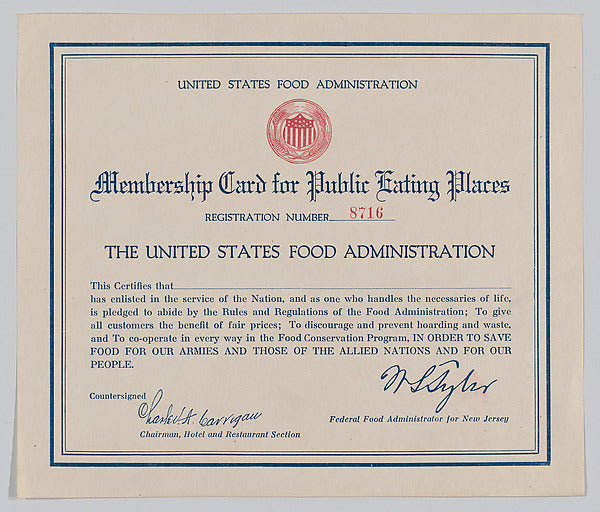 UNITED STATES FOOD ADMINISTRATION
Membership Card for Public Eating Places
REGISTRATION NUMBER 8716
THE UNITED STATES FOOD ADMINISTRATION
This Certifies that
has enlisted in the service of the Nation, and as one who handles the necessaries of life,
is pledged to abide by the Rules and Regulations of the Food Administration; To give
all customers the benefit of fair prices; To discourage and prevent hoarding and waste,
and To co-operate in every way in the Food Conservation Program, IN ORDER TO SAVE
FOOD FOR OUR ARMIES AND THOSE OF THE ALLIED NATIONS AND FOR OUR
PEOPLE.
W S Tyler
Countersigned
Charles A. Carrigan
Federal Food Administrator for New Jersey
Chairman, Hotel and Restaurant Section